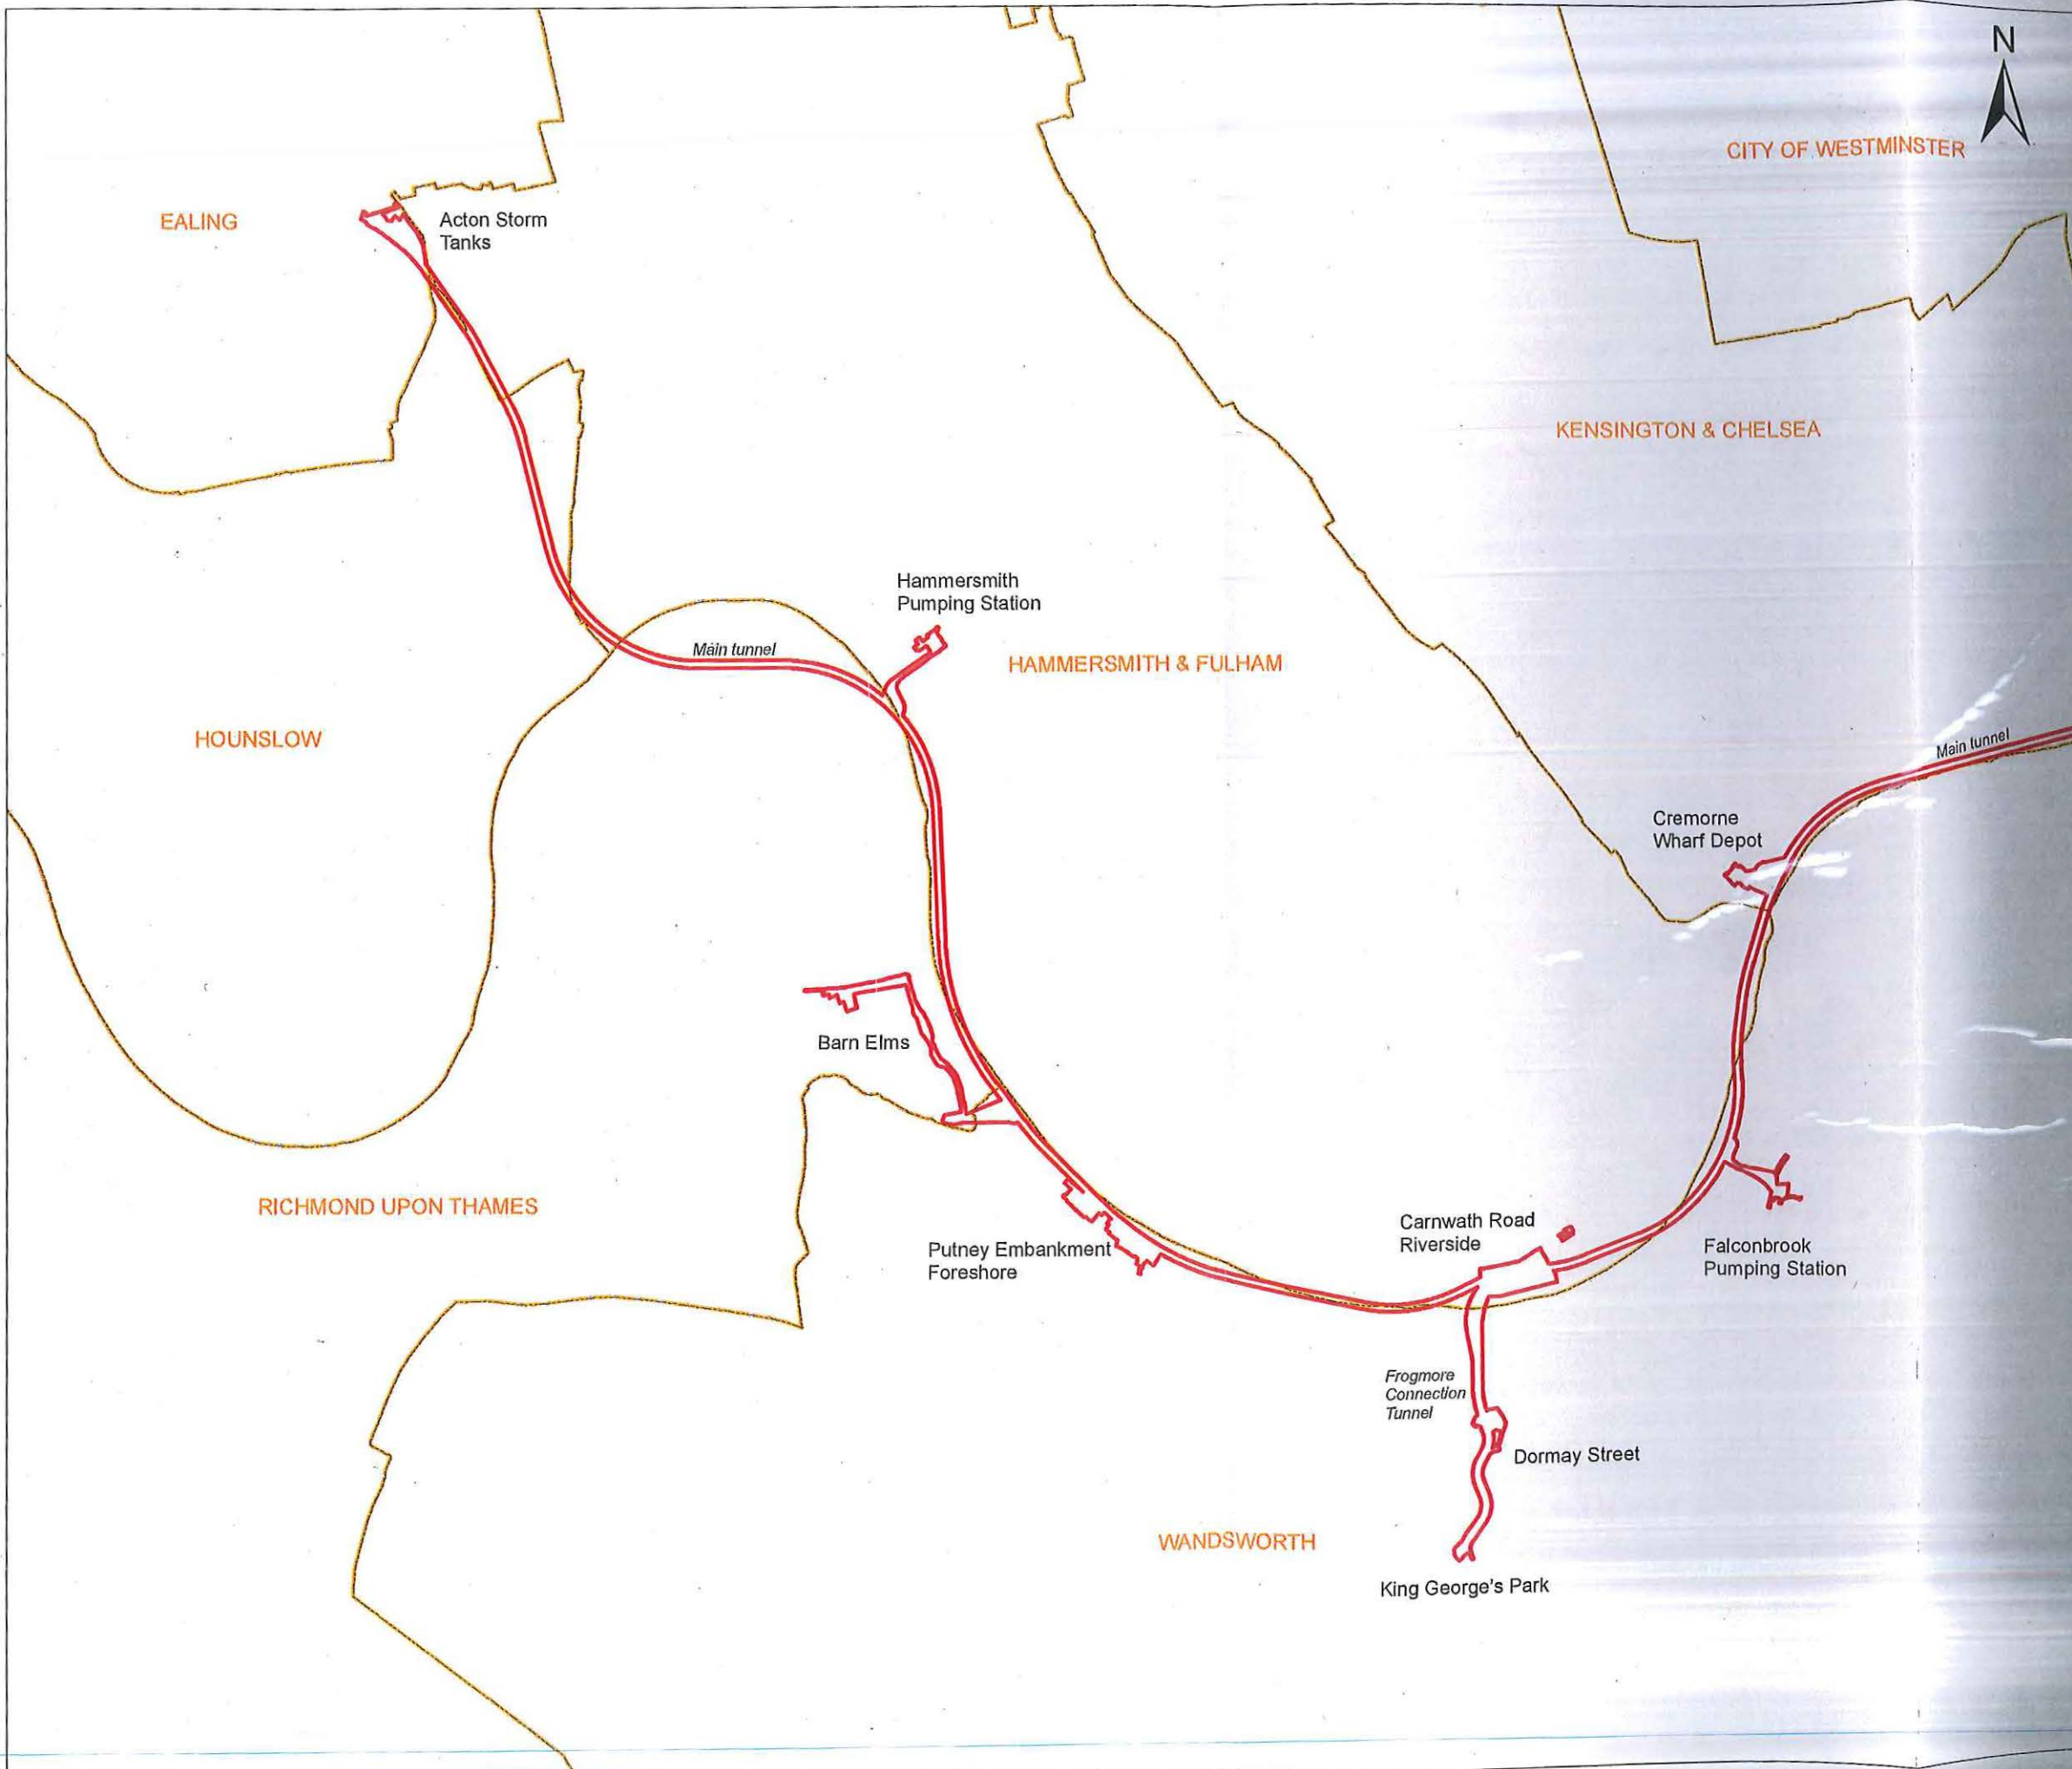 N
CITY OF WESTMINSTER
EALING
Acton Storm
Tanks
KENSINGTON & CHELSEA
Hammersmith
Pumping Station
Main tunnel
HAMMERSMITH & FULHAM
HOUNSLOW
Main tunnel
Cremorne
Wharf Depot
Barn Elms
RICHMOND UPON THAMES
Putney Embankment
Foreshore
Carnwath Road
Riverside
Falconbrook
Pumping Station
Frogmore
Connection
Tunnel
Dormay Street
WANDSWORTH
King George's Park